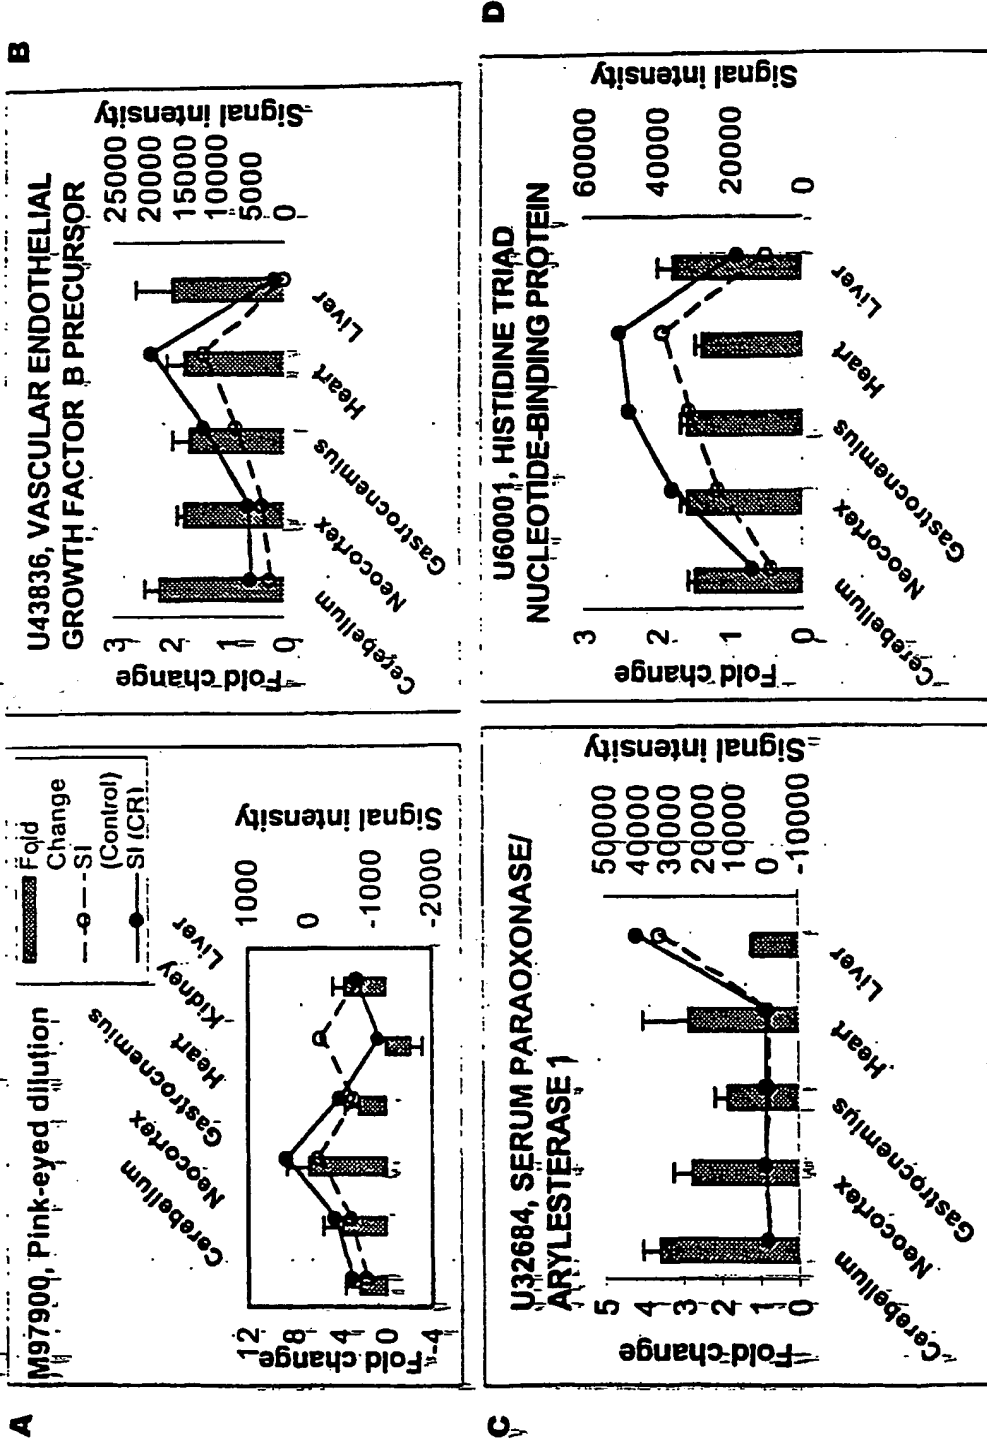 A
M97900, Pink-eyed dilution
Fold
Change
SI
(Control)
SI (CR)
Cerebellum
Neocortex
Gastrocnemius
Heart
Kidney
Liver
Fold change
12
8
4
0
-4
Signal intensity
1000
0
-1000
-2000
B
U43836, VASCULAR ENDOTHELIAL
GROWTH FACTOR B PRECURSOR
Fold change
3
2
1
0
Signal intensity
25000
20000
15000
10000
5000
0
Cerebellum
Neocortex
Gastrocnemius
Heart
Liver
C
U32684, SERUM PARAOXONASE/
ARYLESTERASE 1
Fold change
5
4
3
2
1
0
Signal intensity
50000
40000
30000
20000
10000
0
-10000
Cerebellum
Neocortex
Gastrocnemius
Heart
Liver
D
U60001, HISTIDINE TRIAD
NUCLEOTIDE-BINDING PROTEIN
Fold change
3
2
1
0
Signal intensity
60000
40000
20000
0
Cerebellum
Neocortex
Gastrocnemius
Heart
Liver